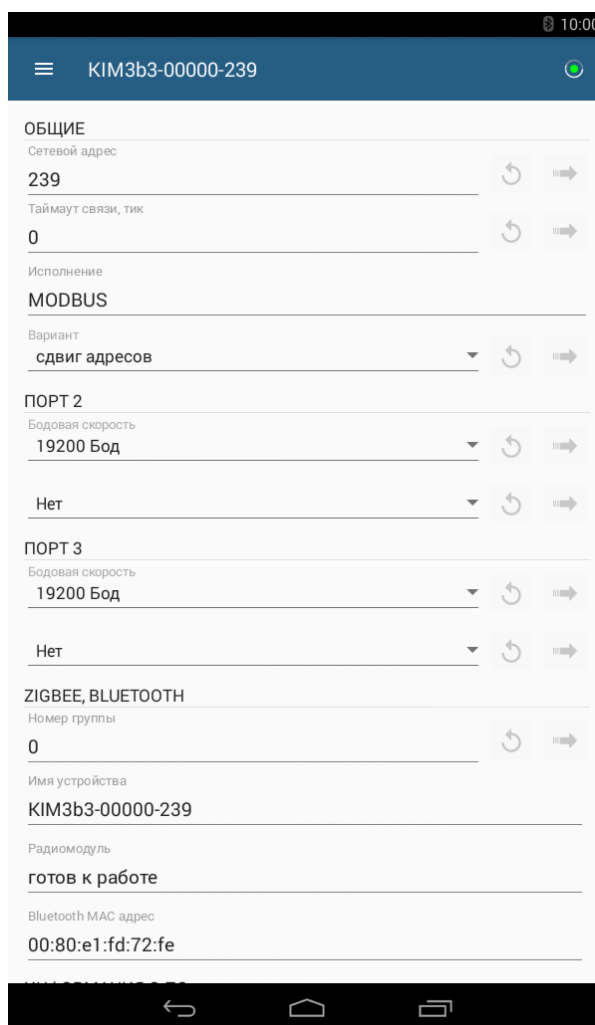 10:00
KIM3b3-00000-239
ОБЩИЕ
Сетевой адрес
239
Таймаут связи, тик
0
Исполнение
MODBUS
Вариант
сдвиг адресов
ПОРТ 2
Бодовая скорость
19200 Бод
Нет
ПОРТ 3
Бодовая скорость
19200 Бод
Нет
ZIGBEE, BLUETOOTH
Номер группы
0
Имя устройства
KIM3b3-00000-239
Радиомодуль
готов к работе
Bluetooth MAC адрес
00:80:e1:fd:72:fe